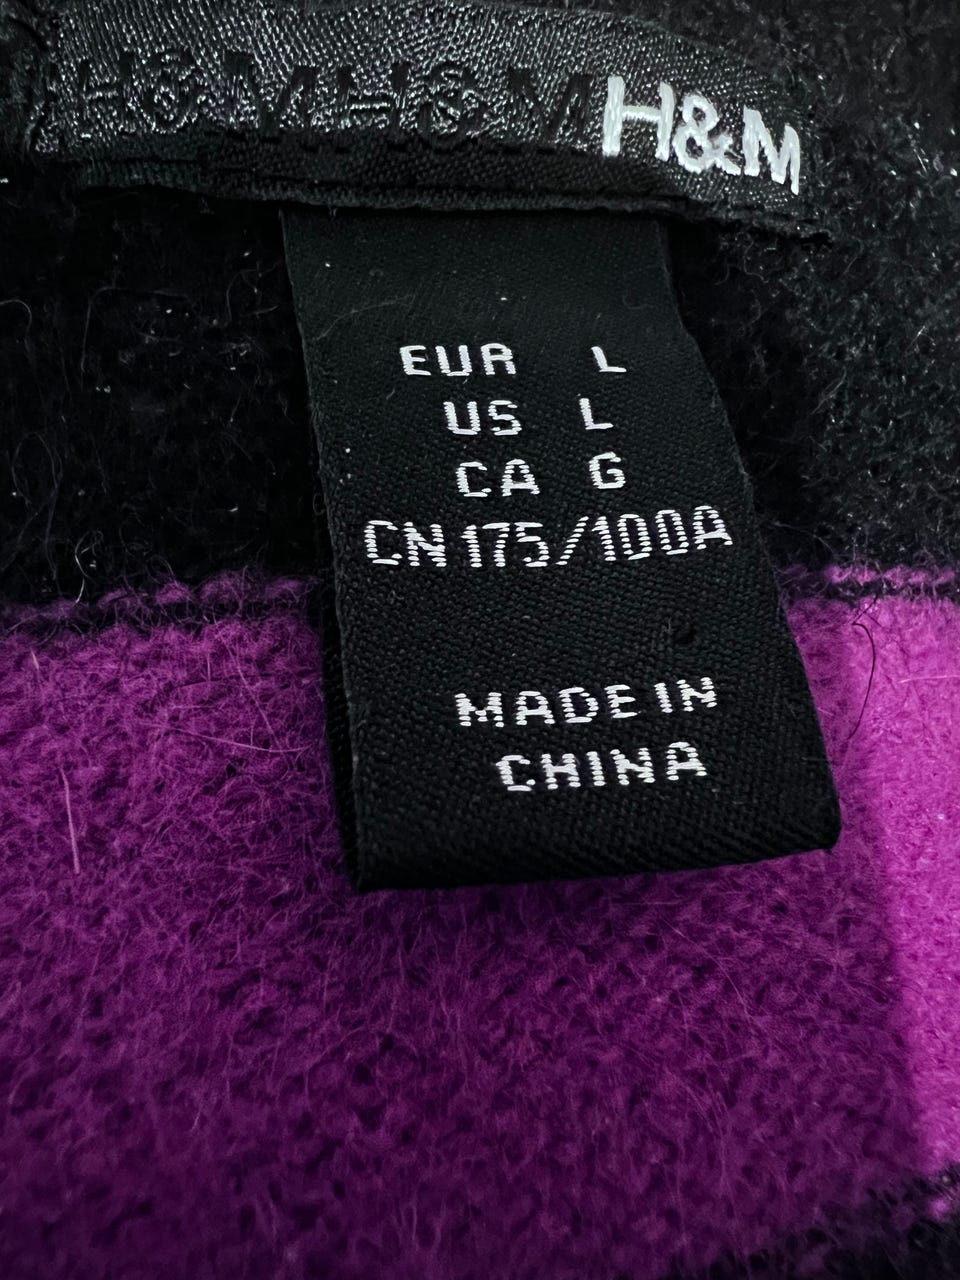 H&M H&M H&M
EUR L
US L
CA G
CN 175/100A
MADE IN
CHINA